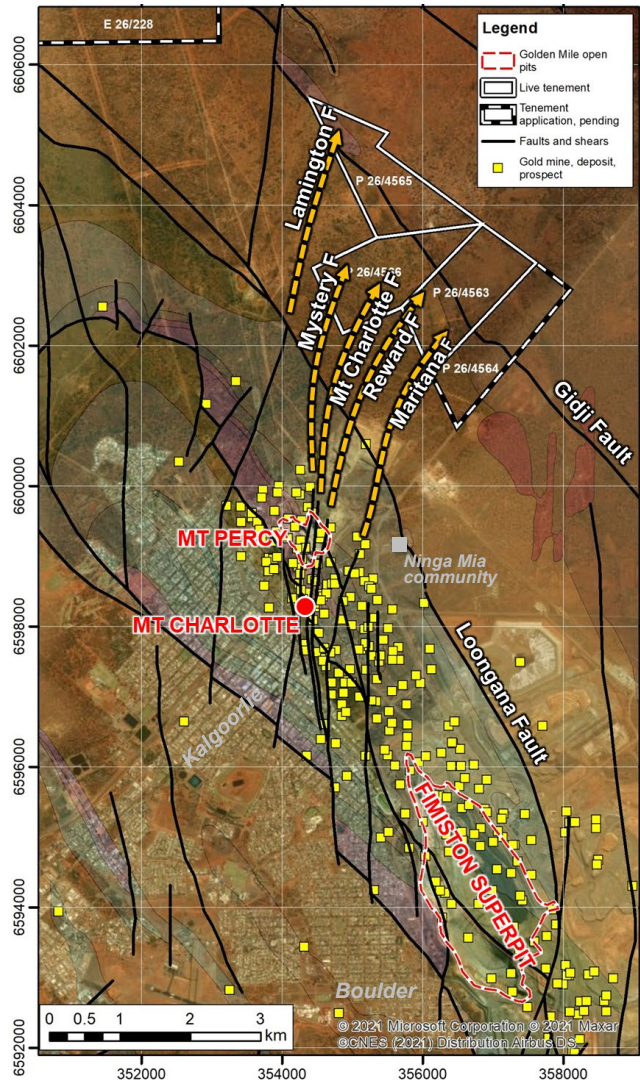 E 26/228
Legend
Golden Mile open
pits
Live tenement
Tenement
application, pending
Faults and shears
Gold mine, deposit,
prospect
6606000
6604000
6602000
6600000
6598000
6596000
6594000
6592000
Lamington F
P 26/4565
Mystery F
P 26/4566
Mt Charlotte F
Reward F
P 26/4563
Maritana F
P 26/4564
Gidji Fault
MT PERCY
Ninga Mia
community
MT CHARLOTTE
Loongana Fault
Kalgoorlie
FIMISTON SUPERPIT
Boulder
0 0.5 1 2 3
km
© 2021 Microsoft Corporation © 2021 Maxar
©CNES (2021) Distribution Airbus DS
352000
354000
356000
358000